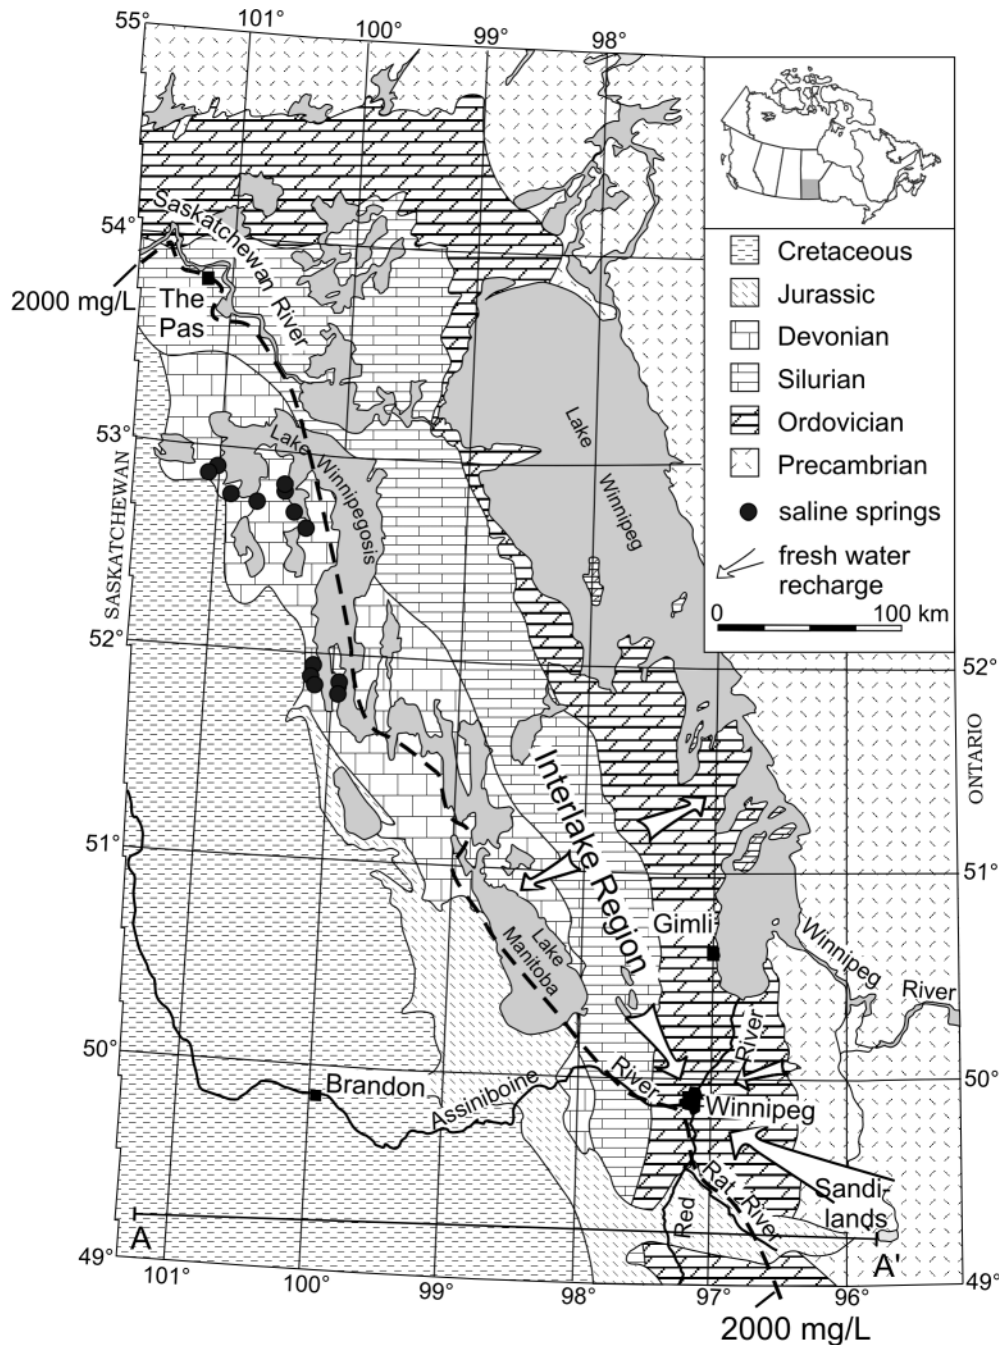 55°
101°
100°
99°
98°
54°
Saskatchewan River
2000 mg/L
The
Pas
Cretaceous
Jurassic
Devonian
Silurian
Ordovician
Precambrian
saline springs
fresh water
recharge
0
100 km
53°
SASKATCHEWAN
Lake Winnipegosis
Lake
Winnipeg
52°
52°
ONTARIO
Interlake Region
51°
51°
Gimli
Lake
Manitoba
Winnipeg
River
River
50°
50°
Brandon
Assiniboine
River
Winnipeg
Rat River
Red
Sandi-
lands
A
A'
49°
49°
101°
100°
99°
98°
97°
96°
2000 mg/L